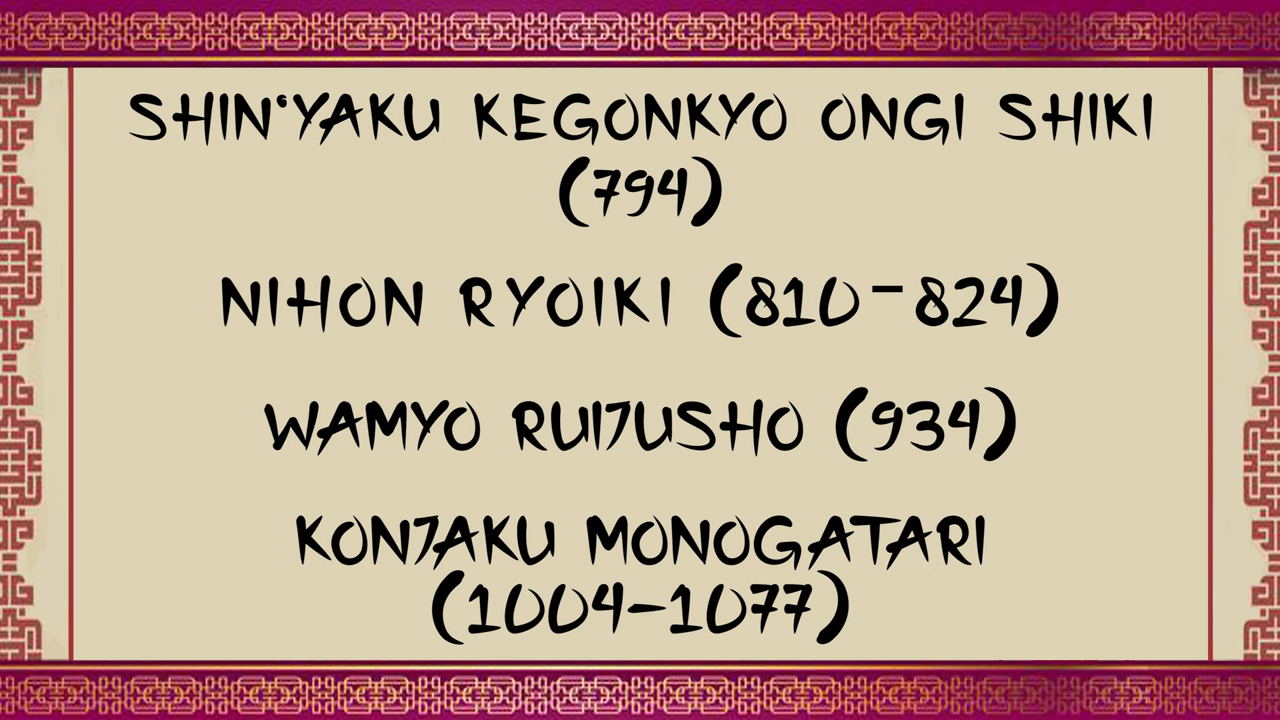 SHIN'YAKU KEGONKYO ONGI SHIKI
(794)
NIHON RYOIKI (810-824)
WAMYO RUIJUSHO (934)
KONJAKU MONOGATARI
(1004-1077)